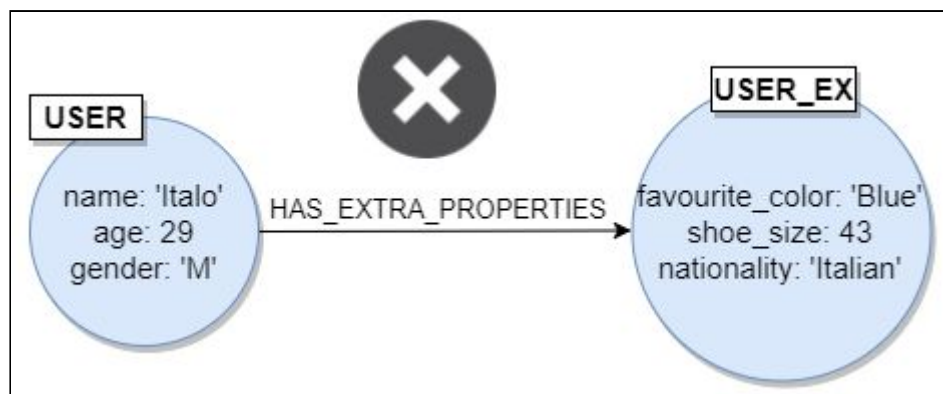 USER
name: 'Italo'
age: 29
gender: 'M'
HAS_EXTRA_PROPERTIES
USER_EX
favourite_color: 'Blue'
shoe_size: 43
nationality: 'Italian'